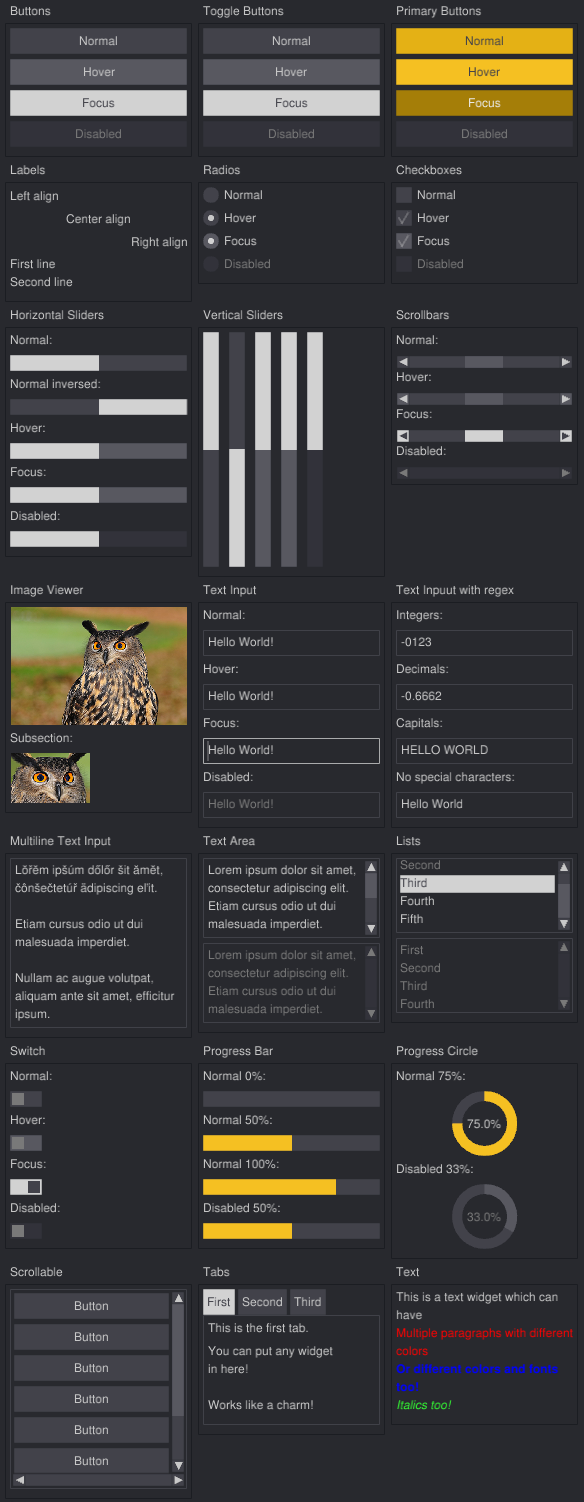 Buttons
Normal
Hover
Focus
Disabled
Toggle Buttons
Normal
Hover
Focus
Disabled
Primary Buttons
Normal
Hover
Focus
Disabled
Labels
Left align
Center align
Right align
First line
Second line
Radios
Normal
Hover
Focus
Disabled
Checkboxes
Normal
Hover
Focus
Disabled
Horizontal Sliders
Normal:
Normal inversed:
Hover:
Focus:
Disabled:
Vertical Sliders
Scrollbars
Normal:
Hover:
Focus:
Disabled:
Image Viewer
Subsection:
Text Input
Normal:
Hello World!
Hover:
Hello World!
Focus:
Hello World!
Disabled:
Hello World!
Text Inpuut with regex
Integers:
-0123
Decimals:
-0.6662
Capitals:
HELLO WORLD
No special characters:
Hello World
Multiline Text Input
Etiam cursus odio ut dui
malesuada imperdiet.
Nullam ac augue volutpat,
aliquam ante sit amet, efficitur
ipsum.
Text Area
Lorem ipsum dolor sit amet,
consectetur adipiscing elit.
Etiam cursus odio ut dui
malesuada imperdiet.
Lorem ipsum dolor sit amet,
consectetur adipiscing elit.
Etiam cursus odio ut dui
malesuada imperdiet.
Lists
Second
Third
Fourth
Fifth
First
Second
Third
Fourth
Switch
Normal:
Hover:
Focus:
Disabled:
Progress Bar
Normal 0%:
Normal 50%:
Normal 100%:
Disabled 50%:
Progress Circle
Normal 75%:
75.0%
Disabled 33%:
33.0%
Scrollable
Button
Button
Button
Button
Button
Button
Tabs
First Second Third
This is the first tab.
You can put any widget
in here!
Works like a charm!
Text
This is a text widget which can
have
Multiple paragraphs with different
colors
Or different colors and fonts
too!
Italics too!